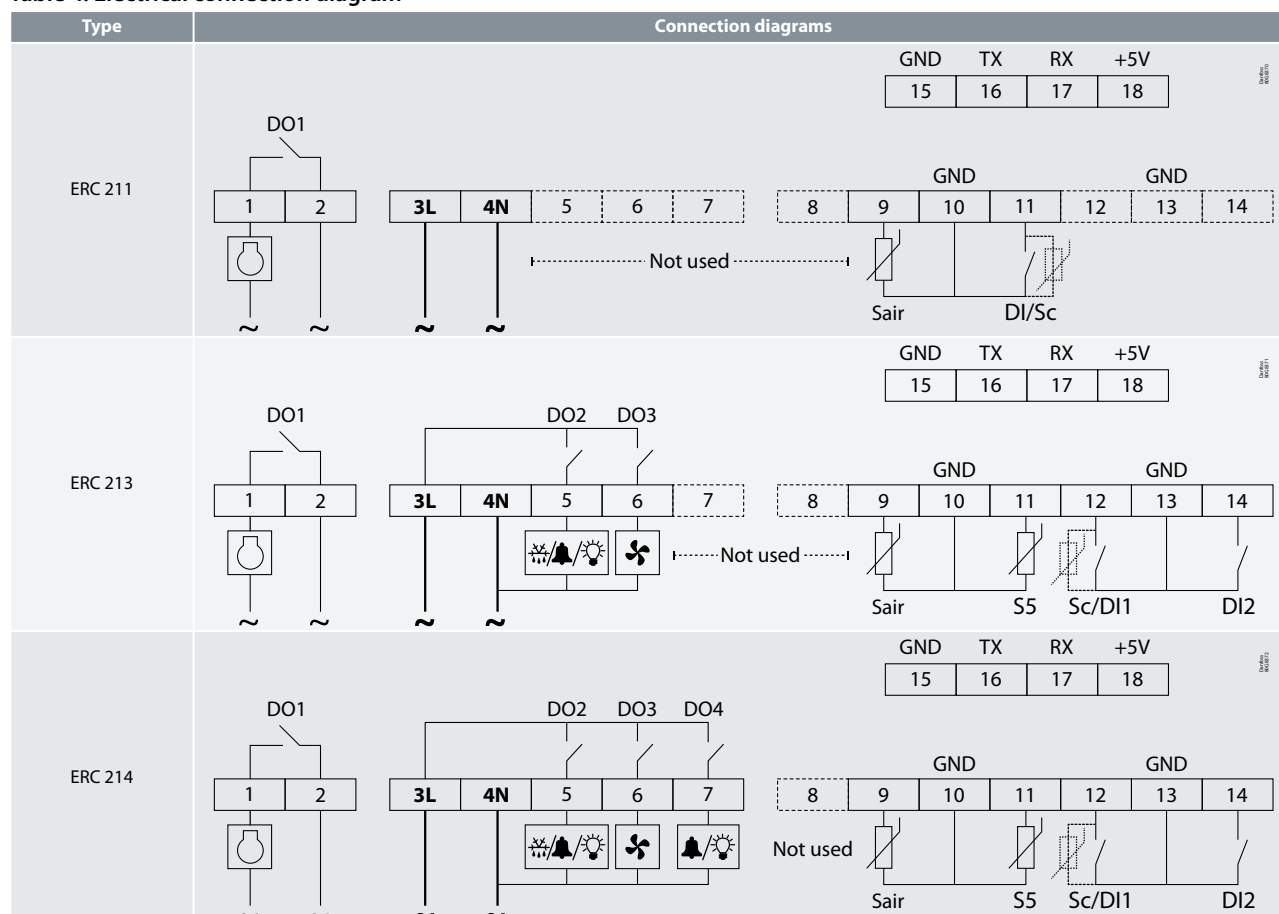 Table 4: Electrical connection diagram
Type Connection diagrams
GND TX RX +5V
15 16 17 18
Danfoss
DO1
ERC 211
GND GND
1 2 3L 4N 5 6 7 8 9 10 11 12 13 14
Not used
Sair DI/Sc
~ ~ ~ ~
GND TX RX +5V
15 16 17 18
Danfoss
DO1 DO2 DO3
ERC 213
GND GND
1 2 3L 4N 5 6 7 8 9 10 11 12 13 14
Not used
Sair S5 Sc/DI1 DI2
~ ~ ~ ~
GND TX RX +5V
15 16 17 18
Danfoss
DO1 DO2 DO3 DO4
ERC 214
GND GND
1 2 3L 4N 5 6 7 8 9 10 11 12 13 14
Not used
Sair S5 Sc/DI1 DI2